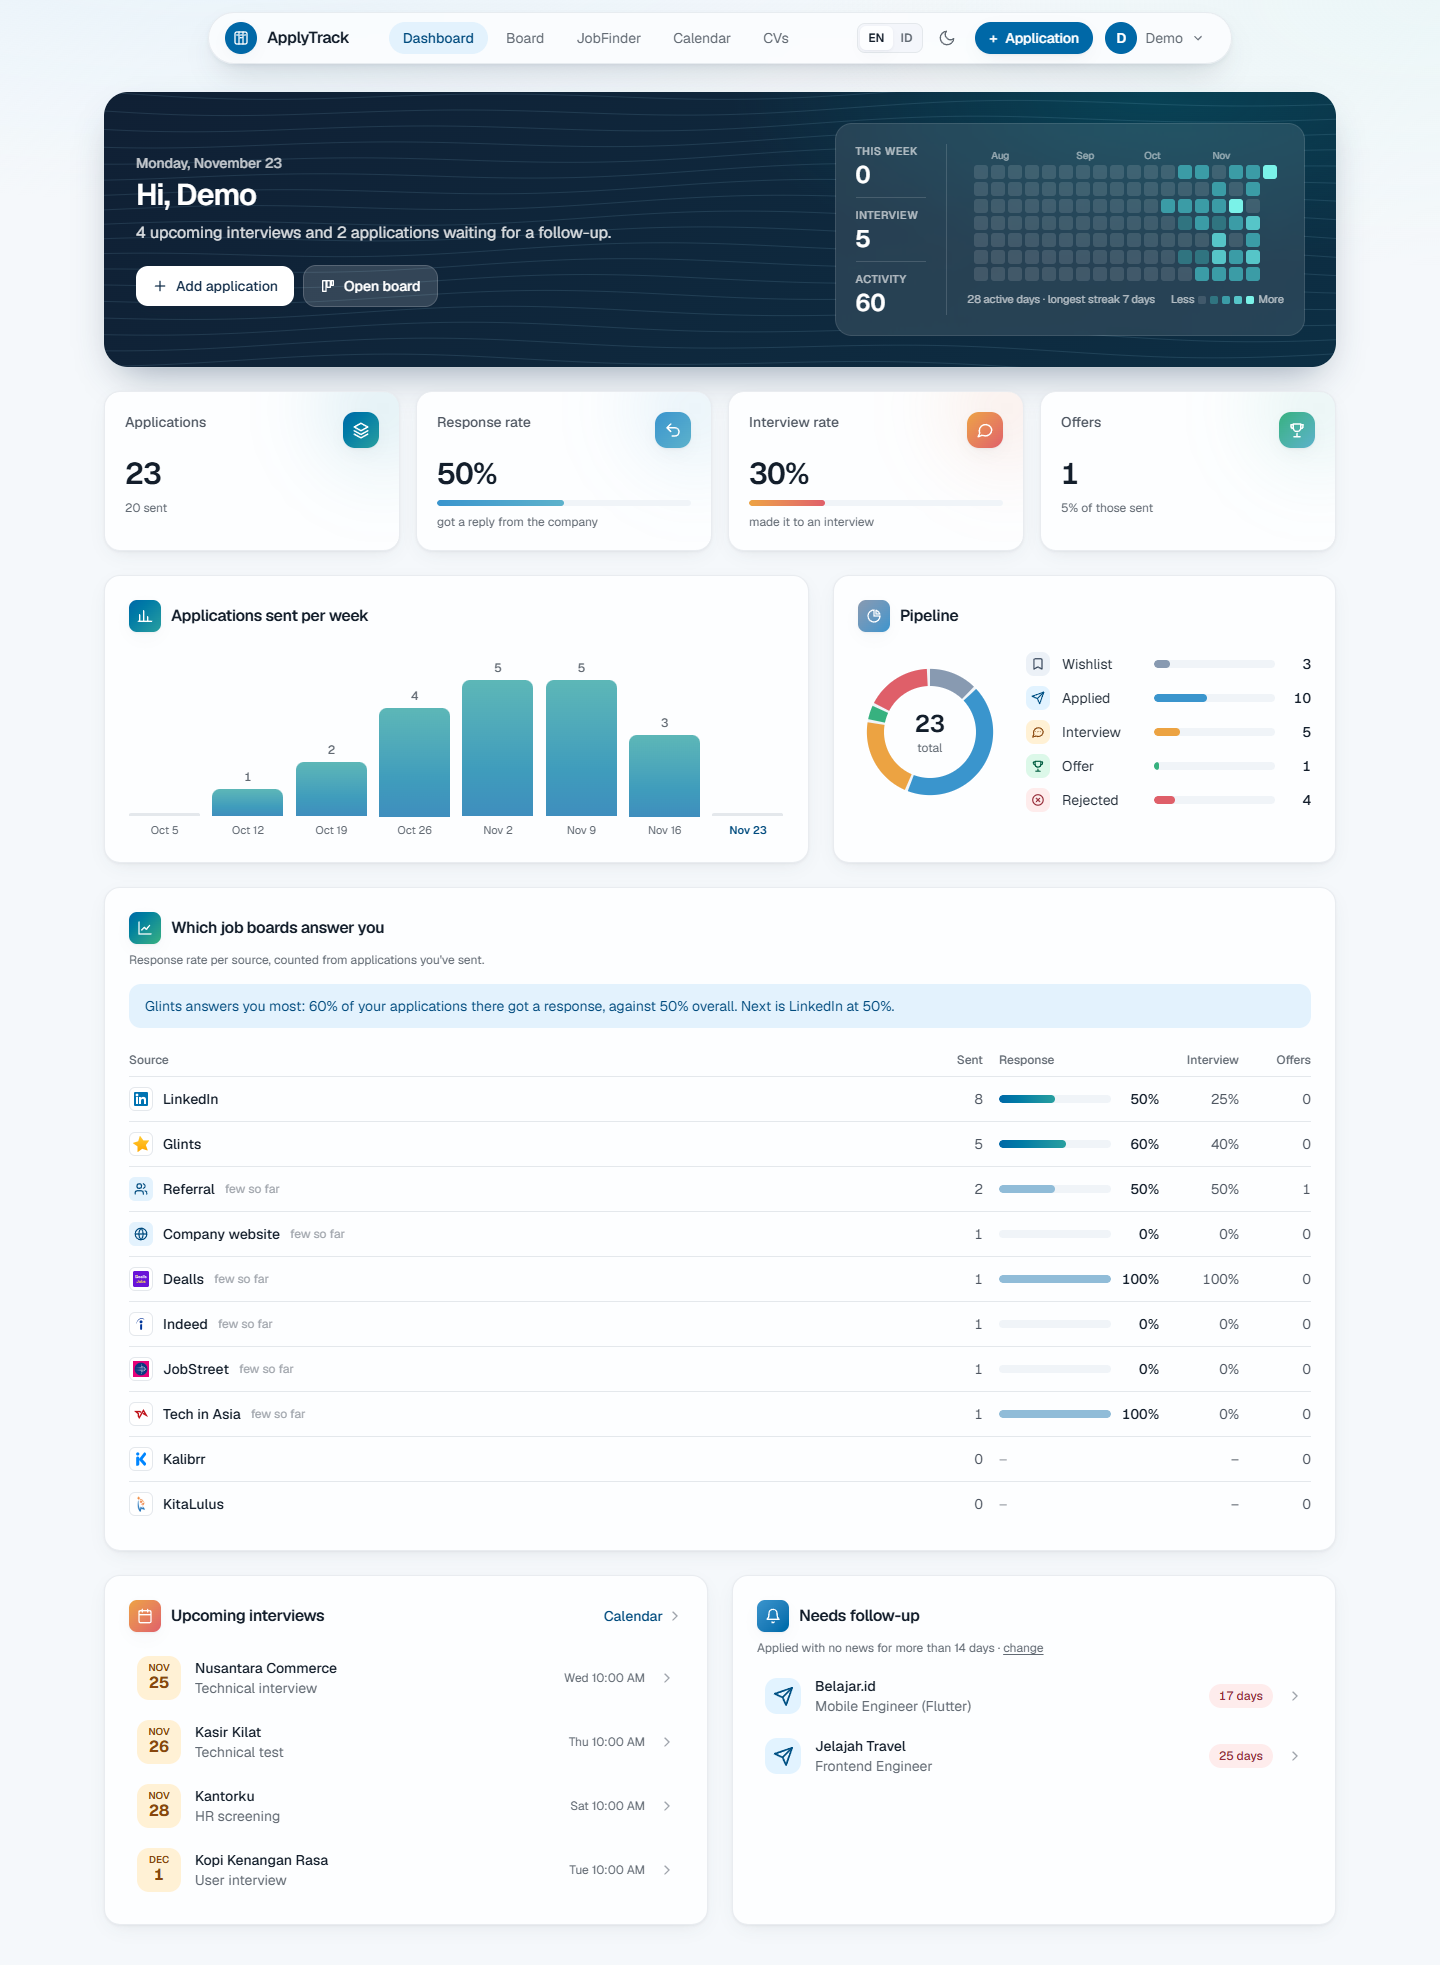 ApplyTrack
Dashboard
Board
JobFinder
Calendar
CVs
EN
ID
+ Application
D
Demo
Monday, November 23
Hi, Demo
4 upcoming interviews and 2 applications waiting for a follow-up.
Add application
Open board
THIS WEEK
0
INTERVIEW
5
ACTIVITY
60
Aug Sep Oct Nov
28 active days · longest streak 7 days
Less
More
Applications
23
20 sent
Response rate
50%
got a reply from the company
Interview rate
30%
made it to an interview
Offers
1
5% of those sent
Applications sent per week
1
2
4
5
5
3
Oct 5
Oct 12
Oct 19
Oct 26
Nov 2
Nov 9
Nov 16
Nov 23
Pipeline
23
total
Wishlist 3
Applied 10
Interview 5
Offer 1
Rejected 4
Which job boards answer you
Response rate per source, counted from applications you've sent.
Glints answers you most: 60% of your applications there got a response, against 50% overall. Next is LinkedIn at 50%.
Source Sent Response Interview Offers
LinkedIn 8 50% 25% 0
Glints 5 60% 40% 0
Referral few so far 2 50% 50% 1
Company website few so far 1 0% 0% 0
Dealls few so far 1 100% 100% 0
Indeed few so far 1 0% 0% 0
JobStreet few so far 1 0% 0% 0
Tech in Asia few so far 1 100% 0% 0
Kalibrr 0 – – 0
KitaLulus 0 – – 0
Upcoming interviews
Calendar
NOV
25
Nusantara Commerce
Technical interview
Wed 10:00 AM
NOV
26
Kasir Kilat
Technical test
Thu 10:00 AM
NOV
28
Kantorku
HR screening
Sat 10:00 AM
DEC
1
Kopi Kenangan Rasa
User interview
Tue 10:00 AM
Needs follow-up
Applied with no news for more than 14 days · change
Belajar.id
Mobile Engineer (Flutter)
17 days
Jelajah Travel
Frontend Engineer
25 days